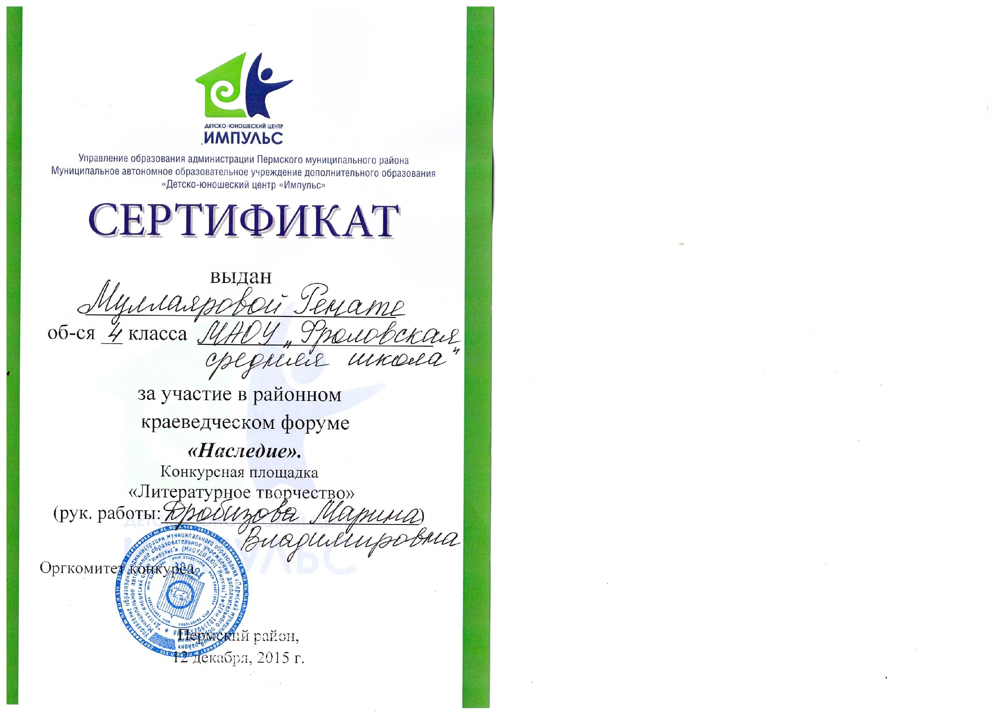 ДЕТСКО-ЮНОШЕСКИЙ ЦЕНТР
ИМПУЛЬС
Управление образования администрации Пермского муниципального района
Муниципальное автономное образовательное учреждение дополнительного образования
«Детско-юношеский центр «Импульс»
СЕРТИФИКАТ
выдан
Муллаяровой Ренате
об-ся 4 класса МАОУ „Фроловская
средняя школа"
за участие в районном
краеведческом форуме
«Наследие».
Конкурсная площадка
«Литературное творчество»
(рук. работы: Дробизова Марина)
Владимировна
Оргкомитет конкурса
Пермский район,
12 декабря, 2015 г.